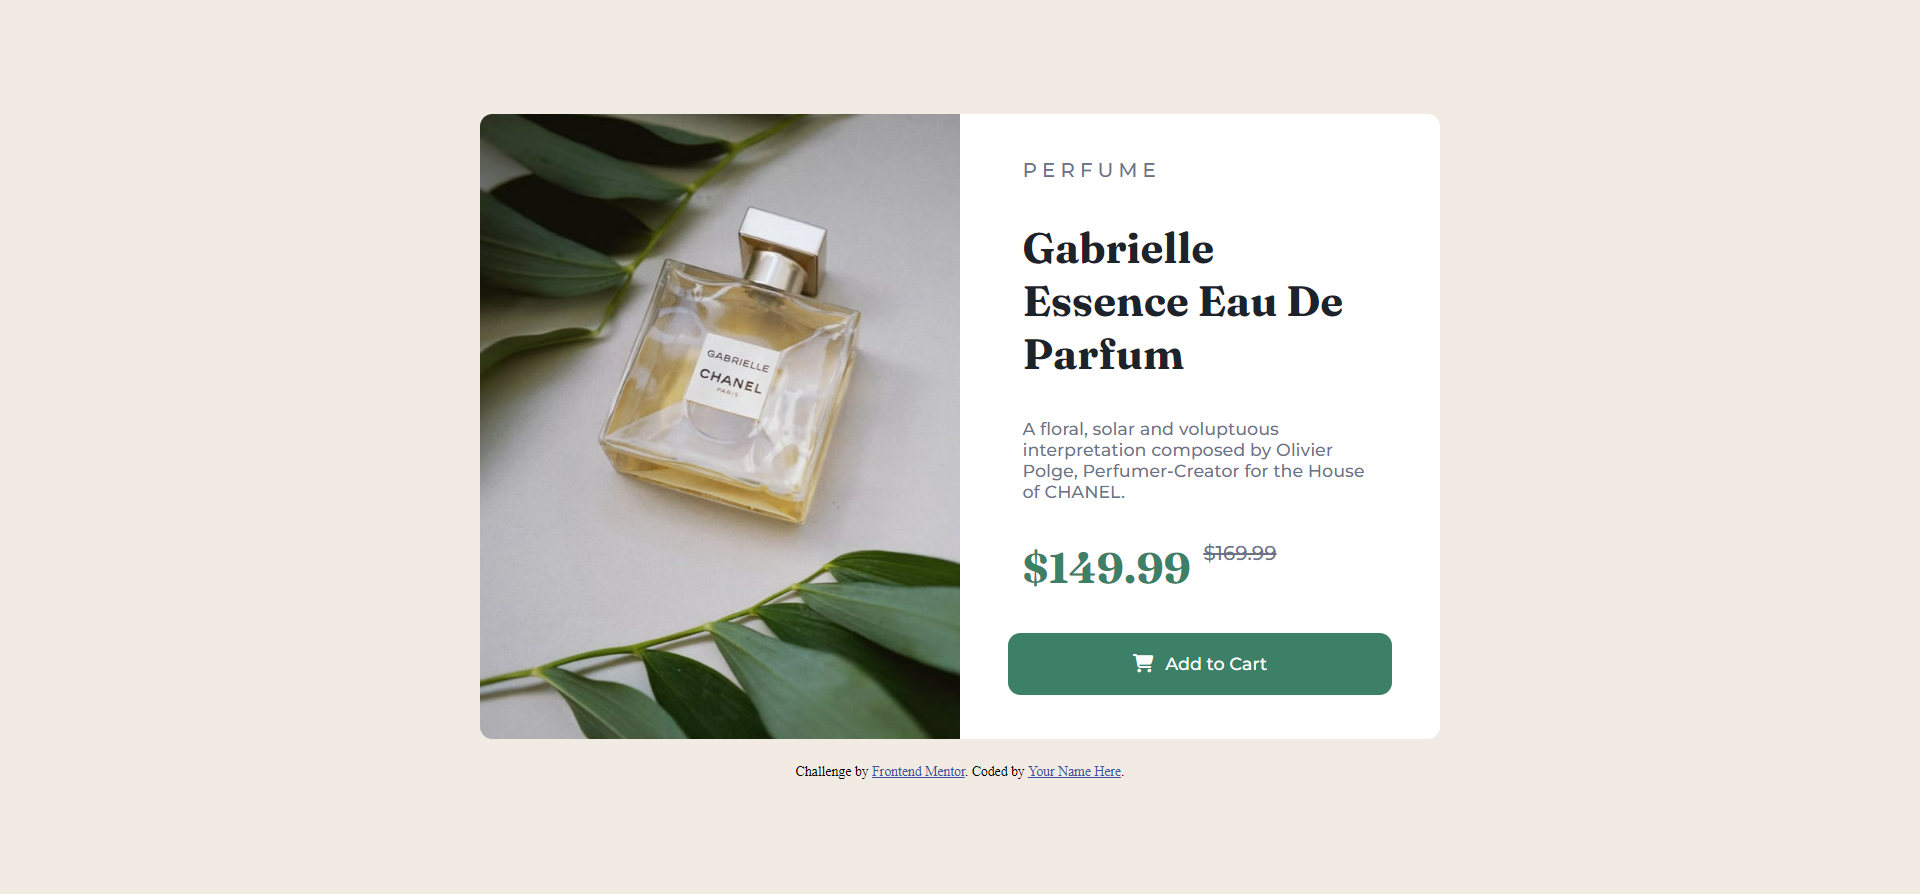 GABRIELLE
CHANEL
PARIS
PERFUME
Gabrielle
Essence Eau De
Parfum
A floral, solar and voluptuous
interpretation composed by Olivier
Polge, Perfumer-Creator for the House
of CHANEL.
$149.99 $169.99
Add to Cart
Challenge by Frontend Mentor. Coded by Your Name Here.